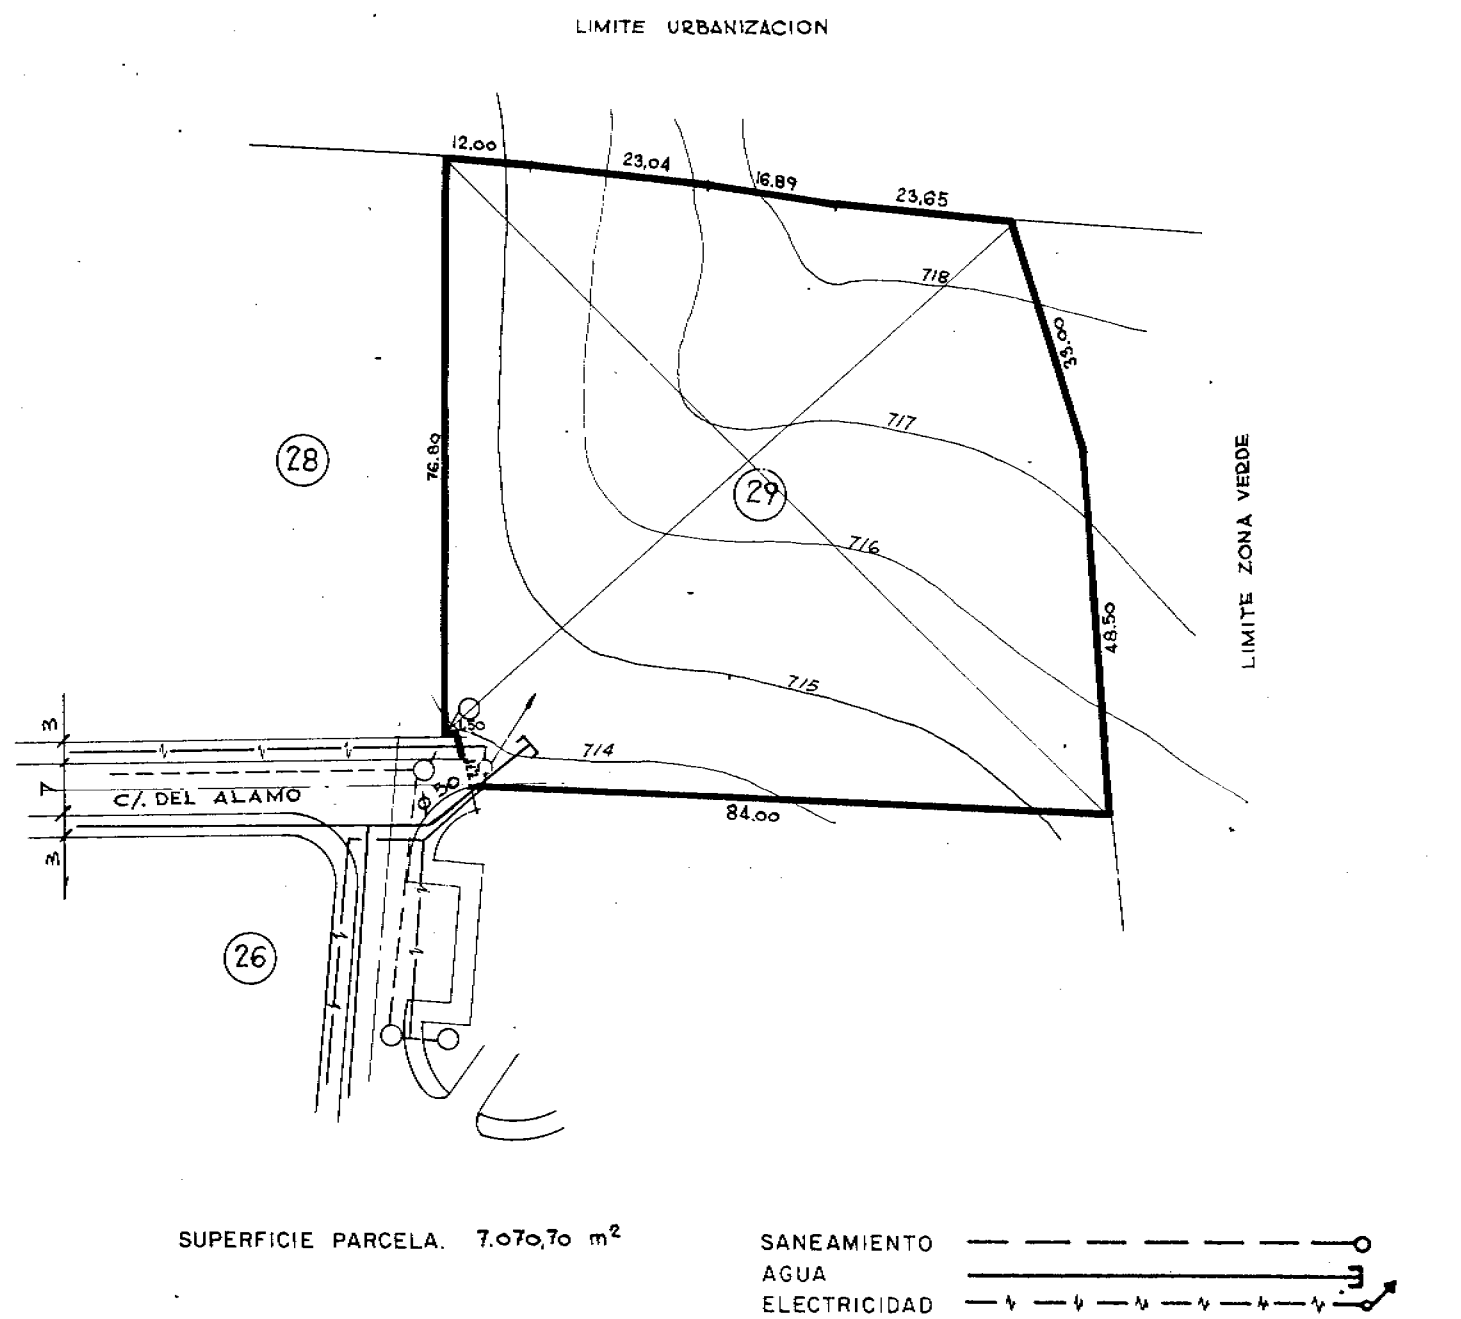 LIMITE URBANIZACION
12.00
23,04
16.89
23,65
718
33.00
717
28
76.80
29
716
LIMITE ZONA VERDE
48.50
715
1,50
3
714
7
C/. DEL ALAMO
Φ 50
84.00
3
26
SUPERFICIE PARCELA. 7.070,70 m²
SANEAMIENTO
AGUA
ELECTRICIDAD